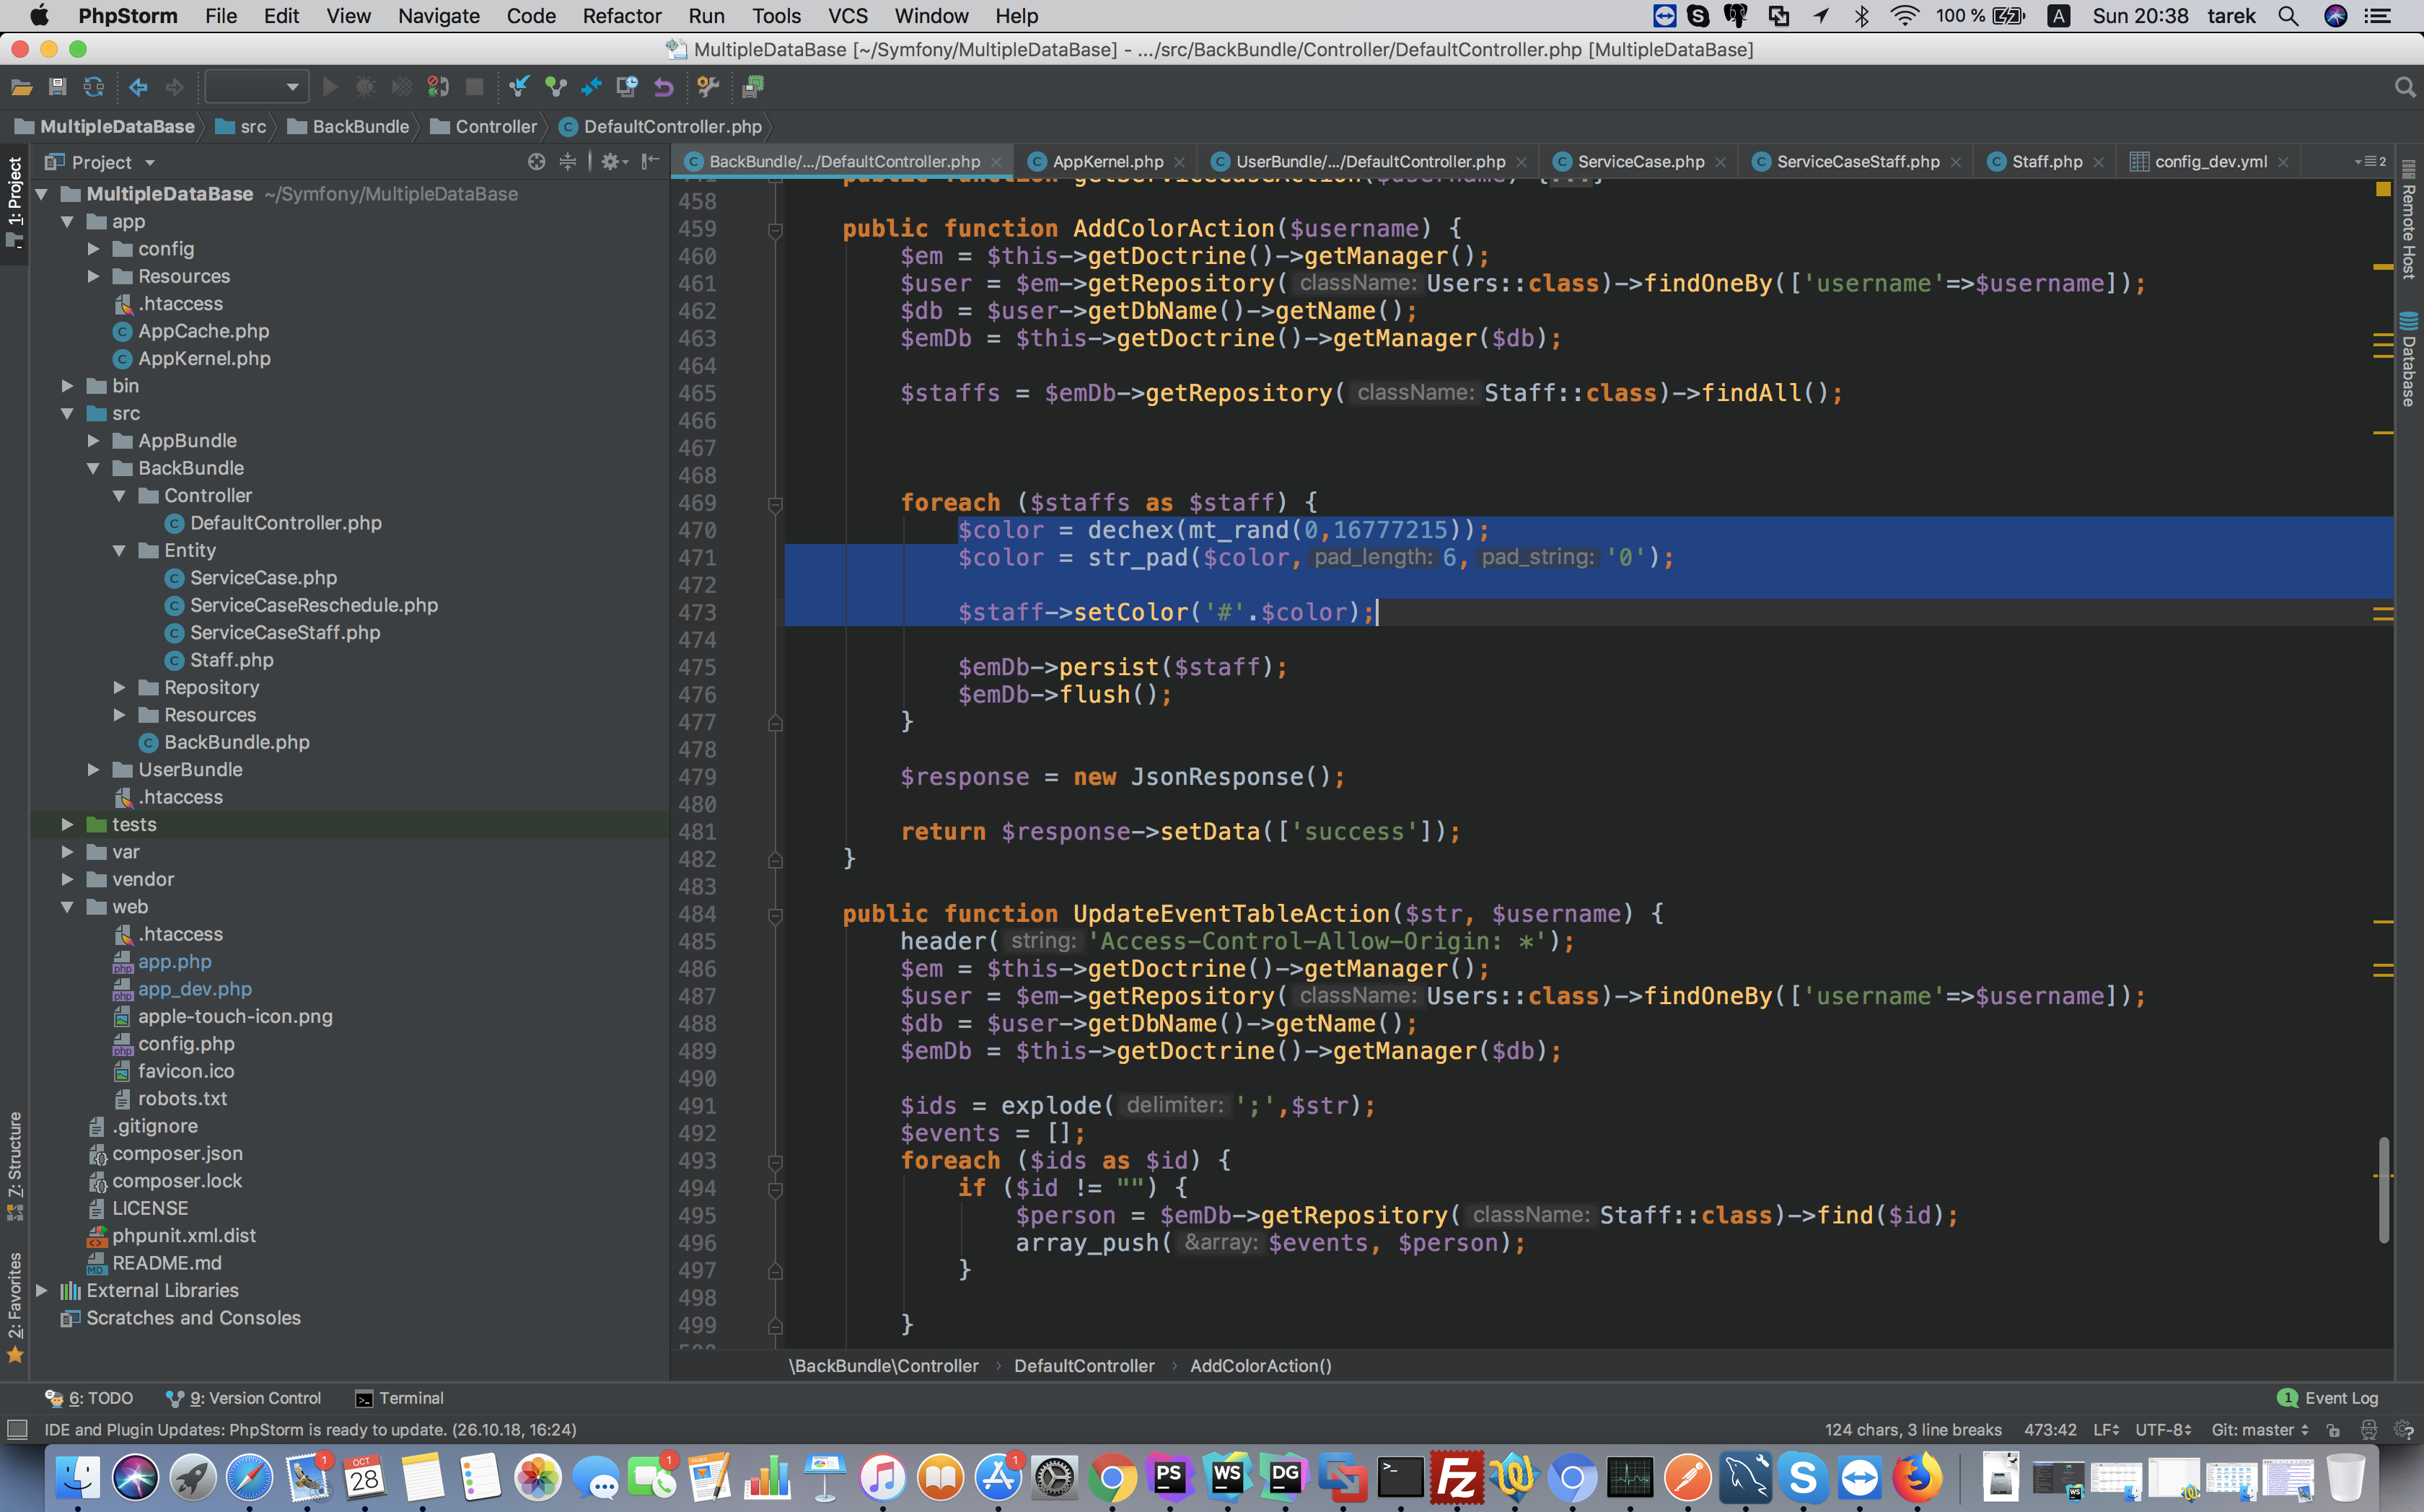 PhpStorm File Edit View Navigate Code Refactor Run Tools VCS Window Help 100 % A Sun 20:38 tarek
MultipleDataBase [~/Symfony/MultipleDataBase] - .../src/BackBundle/Controller/DefaultController.php [MultipleDataBase]
MultipleDataBase src BackBundle Controller DefaultController.php
Project
BackBundle/.../DefaultController.php AppKernel.php UserBundle/.../DefaultController.php ServiceCase.php ServiceCaseStaff.php Staff.php config_dev.yml 2
1: Project
7: Structure
2: Favorites
Remote Host
Database
MultipleDataBase ~/Symfony/MultipleDataBase
app
config
Resources
.htaccess
AppCache.php
AppKernel.php
bin
src
AppBundle
BackBundle
Controller
DefaultController.php
Entity
ServiceCase.php
ServiceCaseReschedule.php
ServiceCaseStaff.php
Staff.php
Repository
Resources
BackBundle.php
UserBundle
.htaccess
tests
var
vendor
web
.htaccess
app.php
app_dev.php
apple-touch-icon.png
config.php
favicon.ico
robots.txt
.gitignore
composer.json
composer.lock
LICENSE
phpunit.xml.dist
README.md
External Libraries
Scratches and Consoles
458
459 public function AddColorAction($username) {
460 $em = $this->getDoctrine()->getManager();
461 $user = $em->getRepository( className: Users::class)->findOneBy(['username'=>$username]);
462 $db = $user->getDbName()->getName();
463 $emDb = $this->getDoctrine()->getManager($db);
464
465 $staffs = $emDb->getRepository( className: Staff::class)->findAll();
466
467
468
469 foreach ($staffs as $staff) {
470 $color = dechex(mt_rand(0,16777215));
471 $color = str_pad($color, pad_length: 6, pad_string: '0');
472
473 $staff->setColor('#'.$color);
474
475 $emDb->persist($staff);
476 $emDb->flush();
477 }
478
479 $response = new JsonResponse();
480
481 return $response->setData(['success']);
482 }
483
484 public function UpdateEventTableAction($str, $username) {
485 header( string: 'Access-Control-Allow-Origin: *');
486 $em = $this->getDoctrine()->getManager();
487 $user = $em->getRepository( className: Users::class)->findOneBy(['username'=>$username]);
488 $db = $user->getDbName()->getName();
489 $emDb = $this->getDoctrine()->getManager($db);
490
491 $ids = explode( delimiter: ';',$str);
492 $events = [];
493 foreach ($ids as $id) {
494 if ($id != "") {
495 $person = $emDb->getRepository( className: Staff::class)->find($id);
496 array_push( &array: $events, $person);
497 }
498
499 }
\BackBundle\Controller › DefaultController › AddColorAction()
6: TODO 9: Version Control Terminal 1 Event Log
IDE and Plugin Updates: PhpStorm is ready to update. (26.10.18, 16:24) 124 chars, 3 line breaks 473:42 LF UTF-8 Git: master
1 OCT 28 1 1 PS WS DG Fz